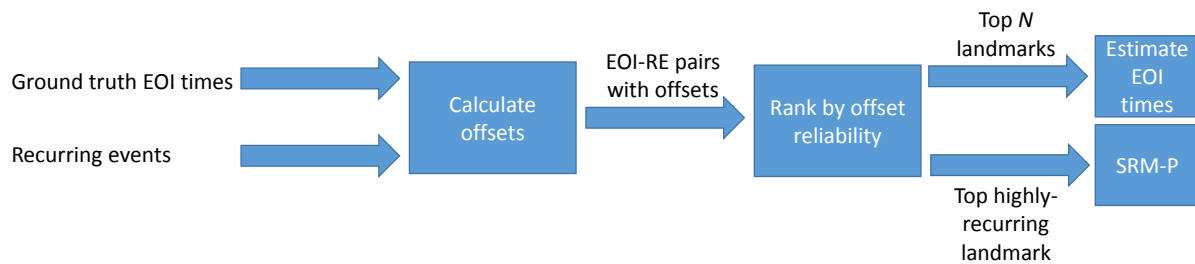 Ground truth EOI times
Recurring events
Calculate
offsets
EOI-RE pairs
with offsets
Rank by offset
reliability
Top N
landmarks
Top highly-
recurring
landmark
Estimate
EOI
times
SRM-P